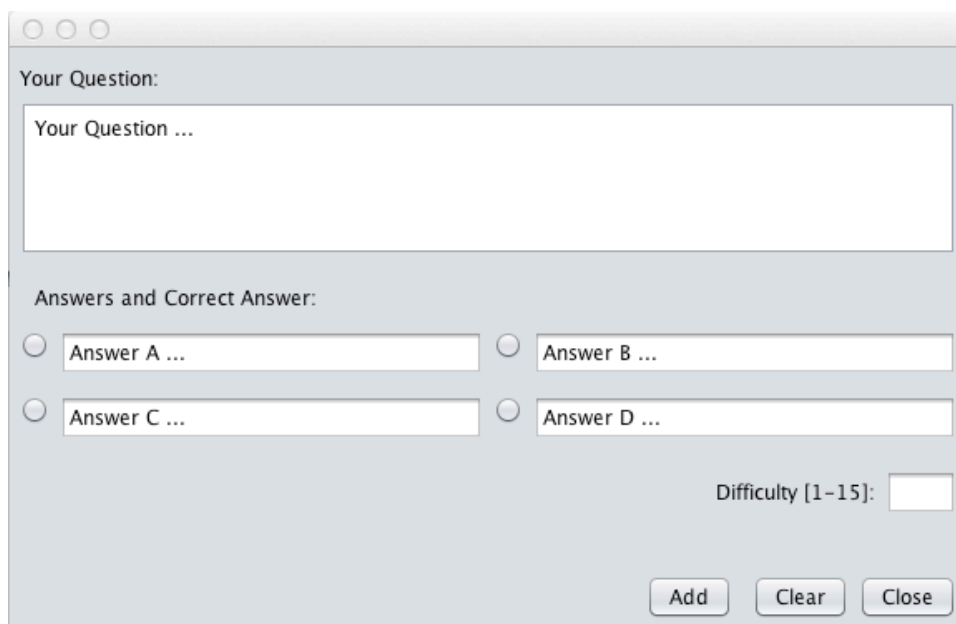 Your Question:
Your Question ...
Answers and Correct Answer:
Answer A ... Answer B ...
Answer C ... Answer D ...
Difficulty [1-15]:
Add Clear Close